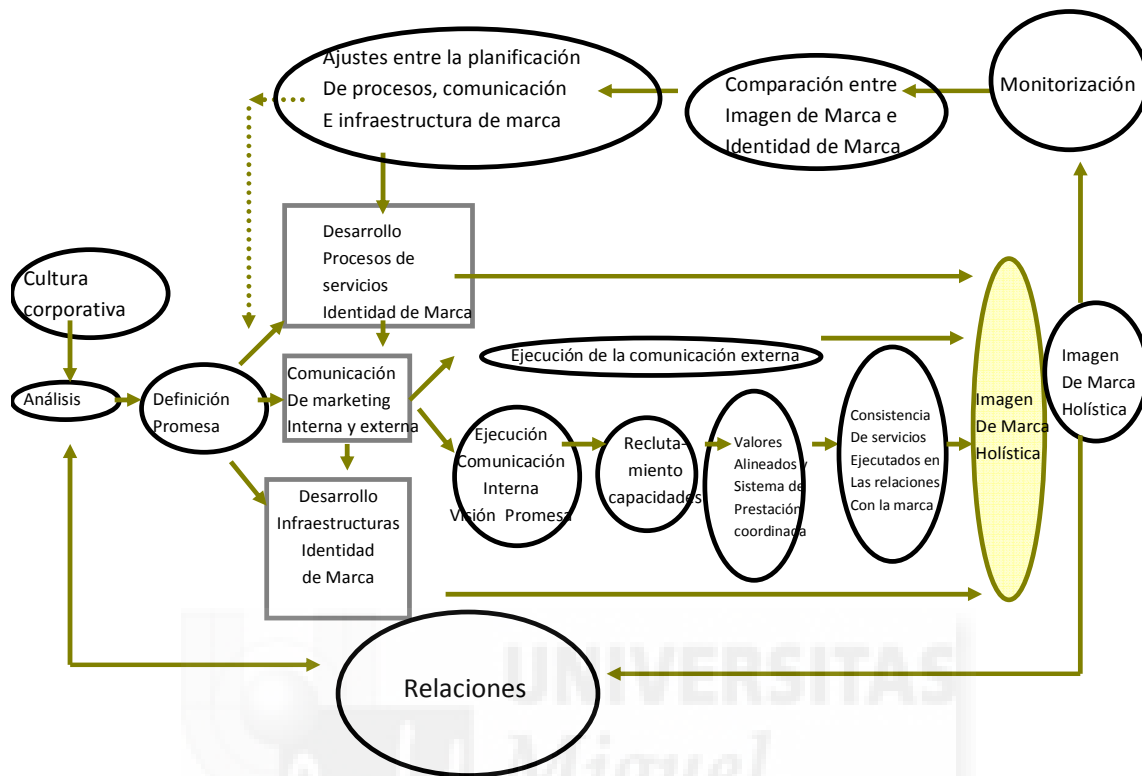 Ajustes entre la planificación
De procesos, comunicación
E infraestructura de marca
Comparación entre
Imagen de Marca e
Identidad de Marca
Monitorización
Cultura
corporativa
Desarrollo
Procesos de
servicios
Identidad de Marca
Análisis
Definición
Promesa
Comunicación
De marketing
Interna y externa
Desarrollo
Infraestructuras
Identidad
de Marca
Ejecución de la comunicación externa
Ejecución
Comunicación
Interna
Visión Promesa
Recluta-
miento
capacidades
Valores
Alineados y
Sistema de
Prestación
coordinada
Consistencia
De servicios
Ejecutados en
Las relaciones
Con la marca
Imagen
De Marca
Holística
Imagen
De Marca
Holística
Relaciones
UNIVERSITAS
Miguel